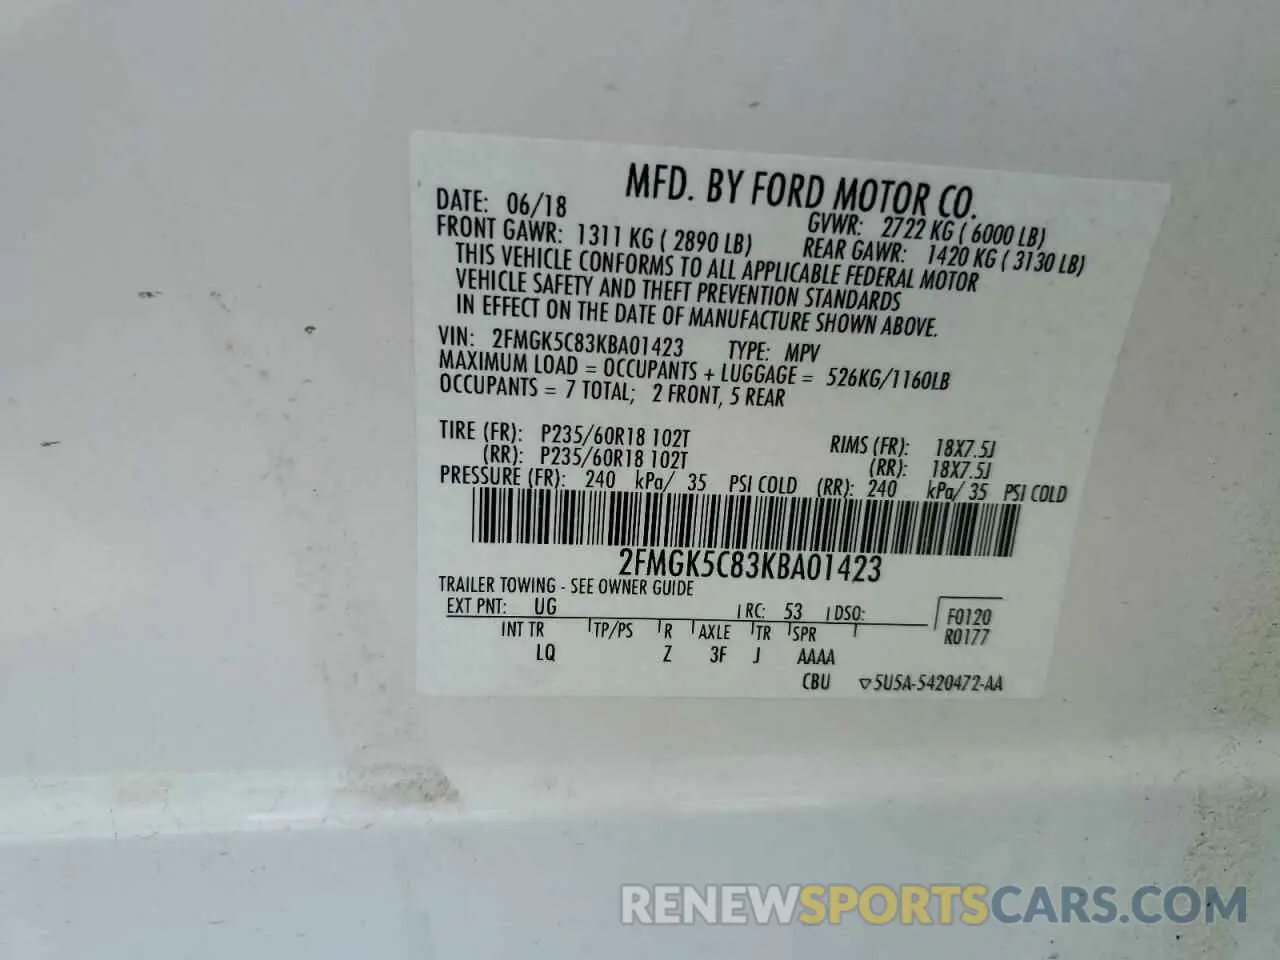 MFD. BY FORD MOTOR CO.
DATE: 06/18 GVWR: 2722 KG ( 6000 LB)
FRONT GAWR: 1311 KG ( 2890 LB) REAR GAWR: 1420 KG ( 3130 LB)
THIS VEHICLE CONFORMS TO ALL APPLICABLE FEDERAL MOTOR
VEHICLE SAFETY AND THEFT PREVENTION STANDARDS
IN EFFECT ON THE DATE OF MANUFACTURE SHOWN ABOVE.
VIN: 2FMGK5C83KBA01423 TYPE: MPV
MAXIMUM LOAD = OCCUPANTS + LUGGAGE = 526KG/1160LB
OCCUPANTS = 7 TOTAL; 2 FRONT, 5 REAR
TIRE (FR): P235/60R18 102T RIMS (FR): 18X7.5J
(RR): P235/60R18 102T (RR): 18X7.5J
PRESSURE (FR): 240 kPa/ 35 PSI COLD (RR): 240 kPa/ 35 PSI COLD
2FMGK5C83KBA01423
TRAILER TOWING - SEE OWNER GUIDE
EXT PNT: UG RC: 53 DSO: F0120
INT TR TP/PS R AXLE TR SPR R0177
LQ Z 3F J AAAA
CBU ▽5U5A-5420472-AA
RENEWSPORTSCARS.COM